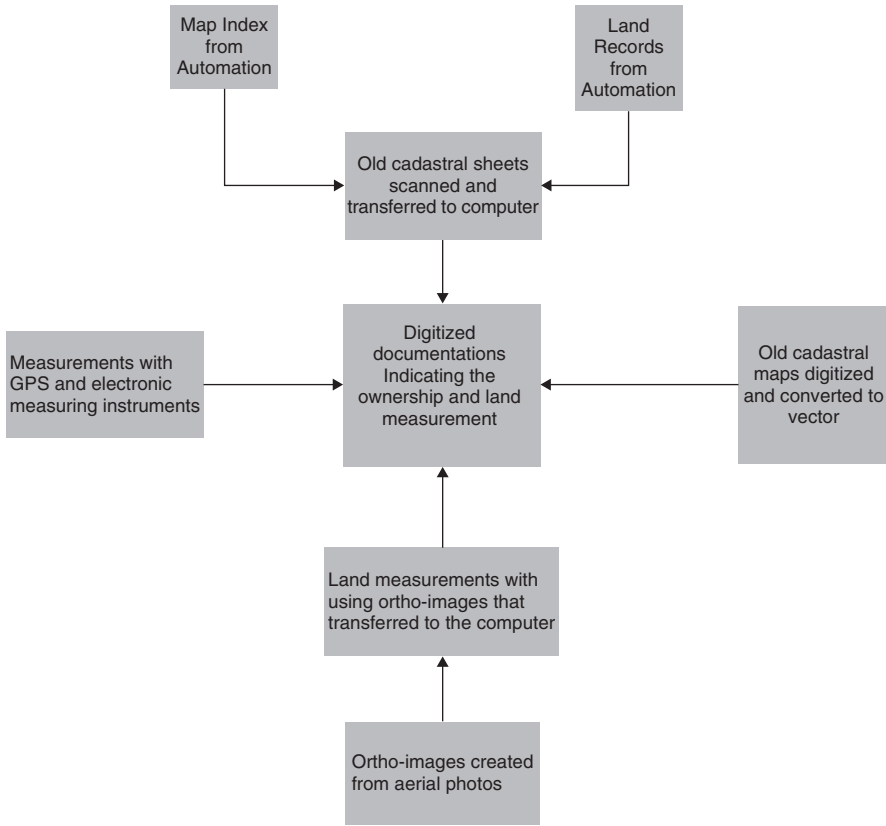 Map Index
from
Automation
Land
Records
from
Automation
Old cadastral sheets
scanned and
transferred to computer
Measurements with
GPS and electronic
measuring instruments
Digitized
documentations
Indicating the
ownership and land
measurement
Old cadastral
maps digitized
and converted to
vector
Land measurements with
using ortho-images that
transferred to the computer
Ortho-images created
from aerial photos